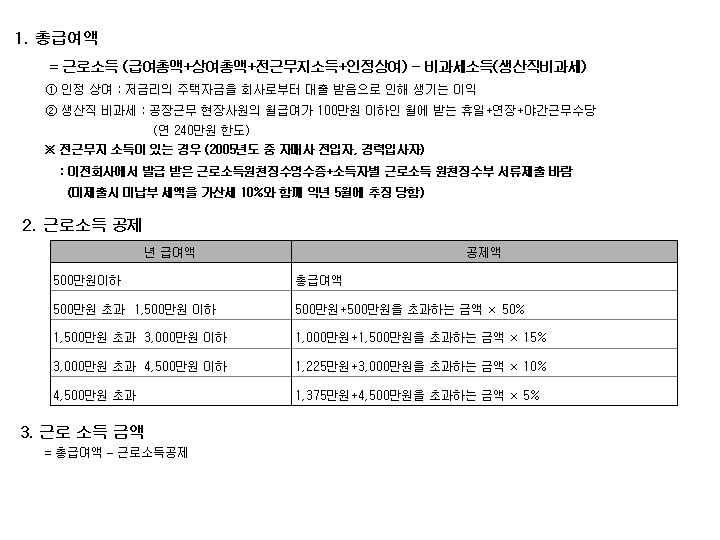 1. 총급여액
= 근로소득 (급여총액+상여총액+전근무지소득+인정상여) - 비과세소득(생산직비과세)
① 인정 상여 : 저금리의 주택자금을 회사로부터 대출 받음으로 인해 생기는 이익
② 생산직 비과세 : 공장근무 현장사원의 월급여가 100만원 이하인 월에 받는 휴일+연장+야간근무수당
(연 240만원 한도)
※ 전근무지 소득이 있는 경우 (2005년도 중 자매사 전입자, 경력입사자)
: 이전회사에서 발급 받은 근로소득원천징수영수증+소득자별 근로소득 원천징수부 서류제출 바람
(미제출시 미납부 세액을 가산세 10%와 함께 익년 5월에 추징 당함)
2. 근로소득 공제
년 급여액 공제액
500만원이하 총급여액
500만원 초과 1,500만원 이하 500만원+500만원을 초과하는 금액 × 50%
1,500만원 초과 3,000만원 이하 1,000만원+1,500만원을 초과하는 금액 × 15%
3,000만원 초과 4,500만원 이하 1,225만원+3,000만원을 초과하는 금액 × 10%
4,500만원 초과 1,375만원+4,500만원을 초과하는 금액 × 5%
3. 근로 소득 금액
= 총급여액 - 근로소득공제